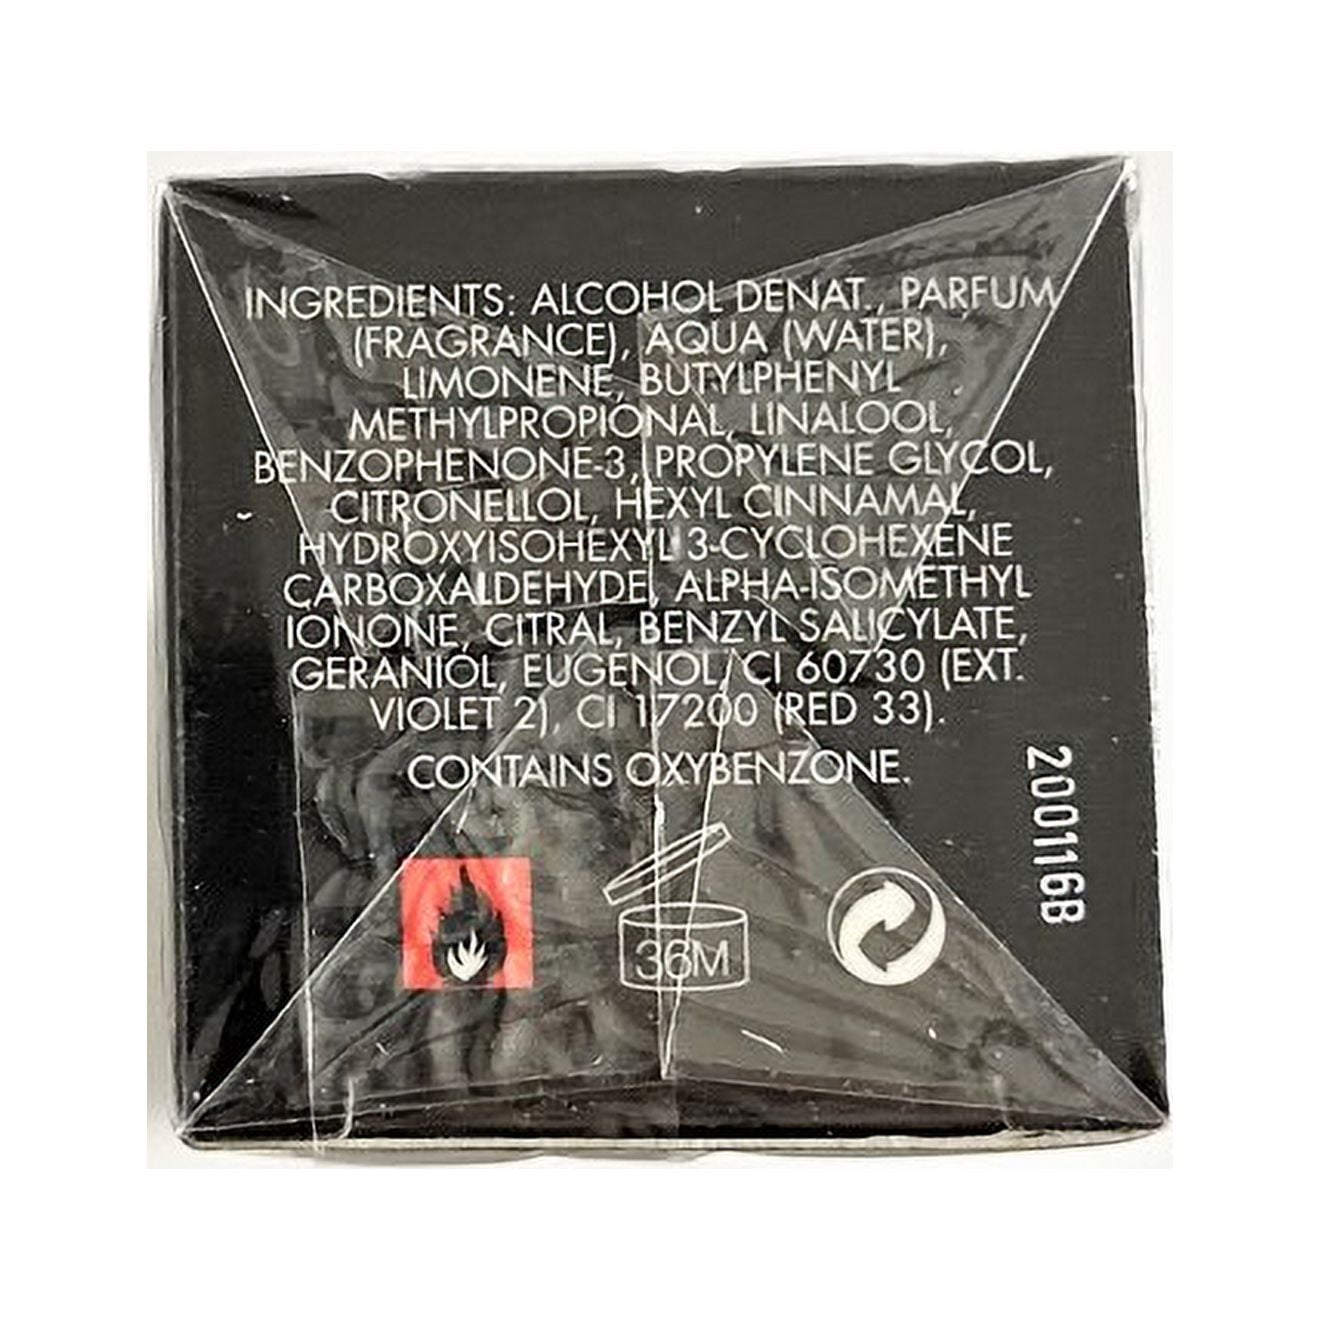 INGREDIENTS: ALCOHOL DENAT., PARFUM
(FRAGRANCE), AQUA (WATER),
LIMONENE, BUTYLPHENYL
METHYLPROPIONAL, LINALOOL,
BENZOPHENONE-3, PROPYLENE GLYCOL,
CITRONELLOL, HEXYL CINNAMAL,
HYDROXYISOHEXYL 3-CYCLOHEXENE
CARBOXALDEHYDE, ALPHA-ISOMETHYL
IONONE, CITRAL, BENZYL SALICYLATE,
GERANIOL, EUGENOL, CI 60730 (EXT.
VIOLET 2), CI 17200 (RED 33).
CONTAINS OXYBENZONE.
200116B
36M